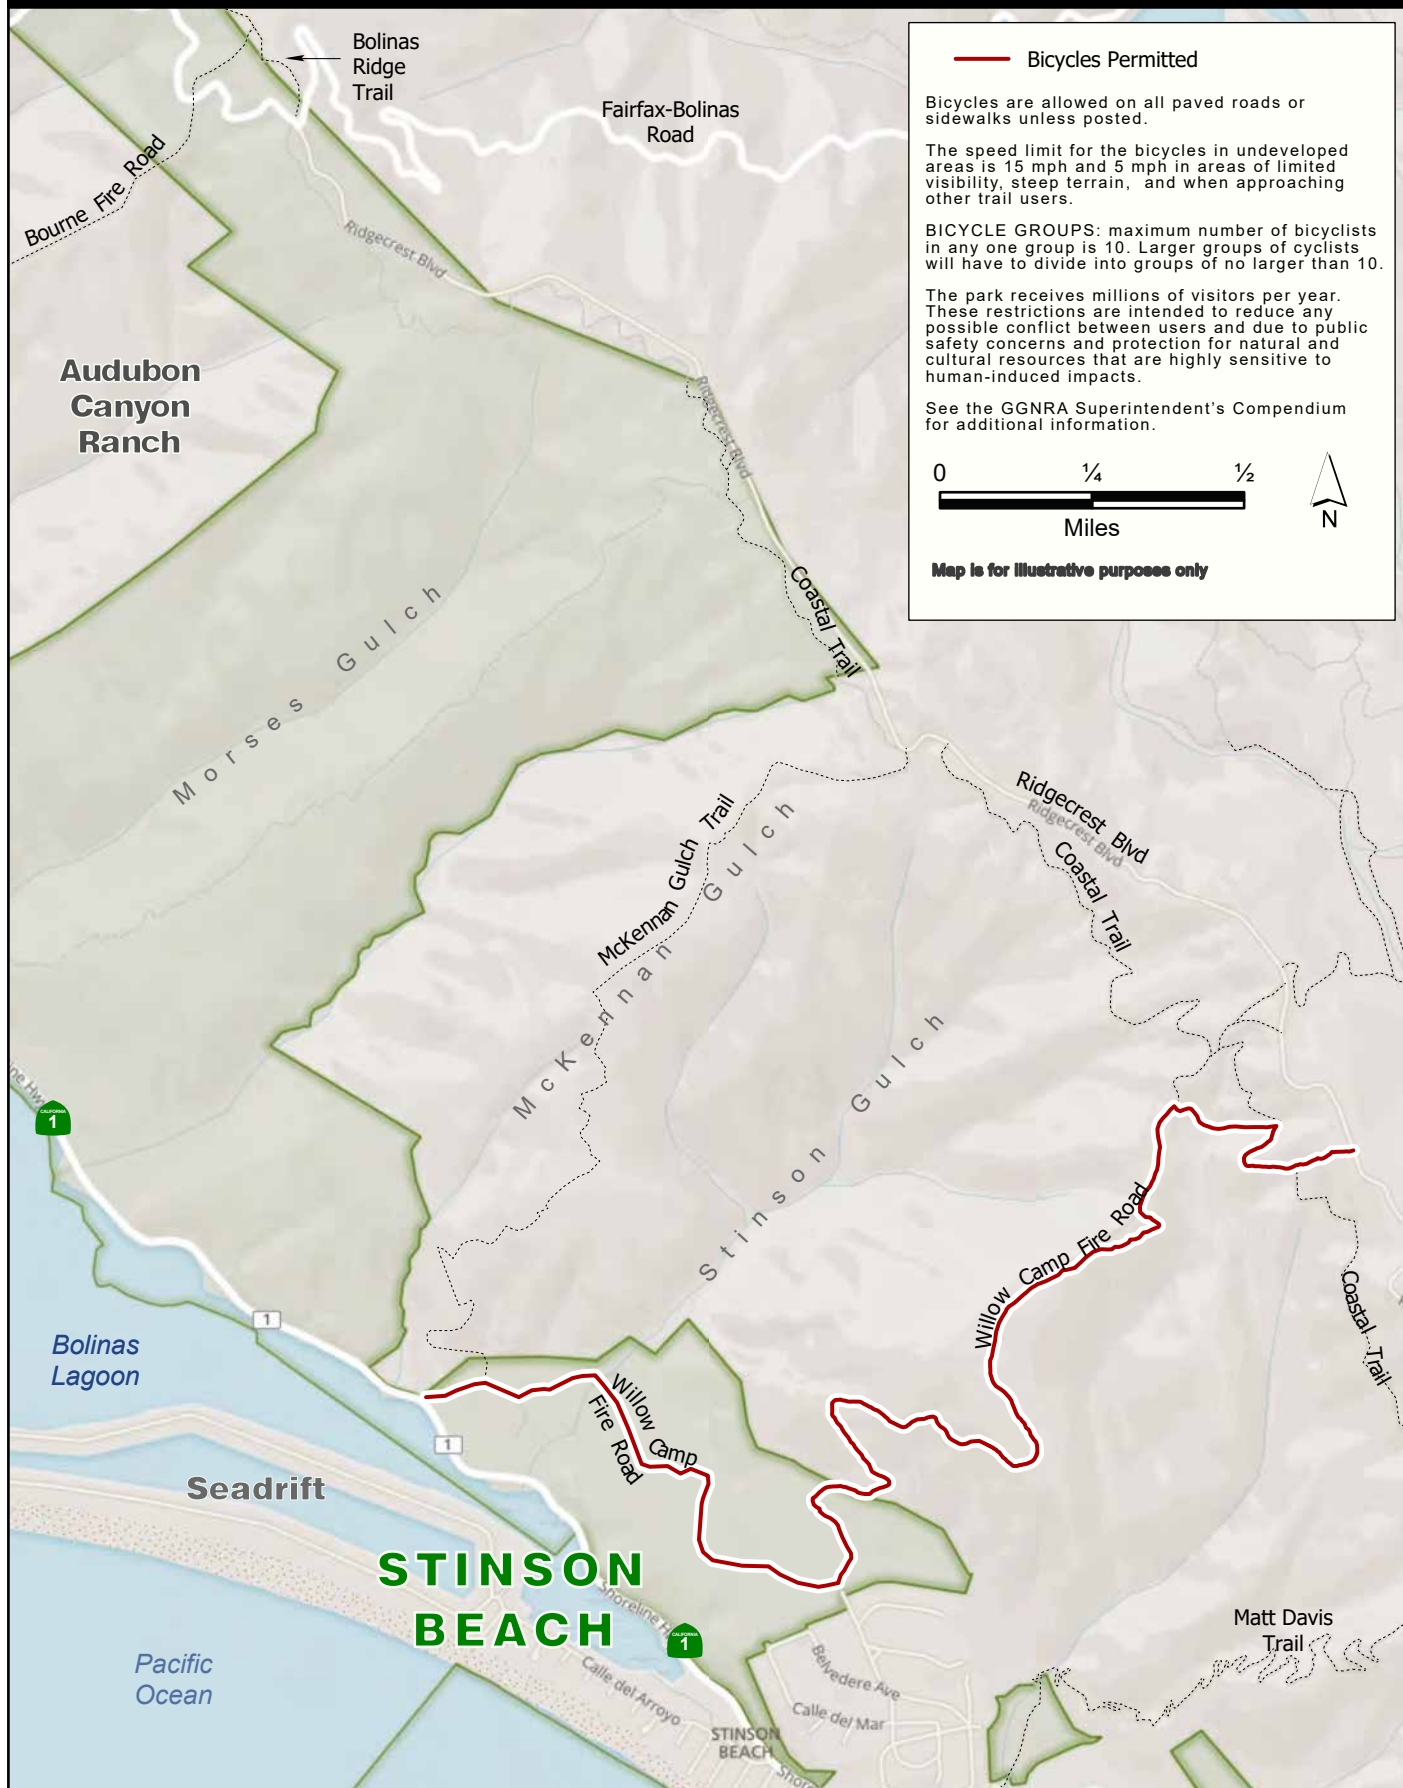 Bolinas
Ridge
Trail
Fairfax-Bolinas
Road
Bourne Fire Road
Ridgecrest Blvd
Audubon
Canyon
Ranch
Ridgecrest Blvd
Coastal Trail
Morses Gulch
Bicycles Permitted
Bicycles are allowed on all paved roads or
sidewalks unless posted.
The speed limit for the bicycles in undeveloped
areas is 15 mph and 5 mph in areas of limited
visibility, steep terrain, and when approaching
other trail users.
BICYCLE GROUPS: maximum number of bicyclists
in any one group is 10. Larger groups of cyclists
will have to divide into groups of no larger than 10.
The park receives millions of visitors per year.
These restrictions are intended to reduce any
possible conflict between users and due to public
safety concerns and protection for natural and
cultural resources that are highly sensitive to
human-induced impacts.
See the GGNRA Superintendent's Compendium
for additional information.
0 ¼ ½
Miles
N
Map is for illustrative purposes only
Ridgecrest Blvd
Ridgecrest Blvd
Coastal Trail
McKennan Gulch Trail
McKennan Gulch
Stinson Gulch
CALIFORNIA
1
Willow Camp Fire Road
Coastal Trail
1
Bolinas
Lagoon
Willow Camp
Fire Road
1
Seadrift
STINSON
BEACH
Shoreline
CALIFORNIA
1
Pacific
Ocean
Calle del Arroyo
Belvedere Ave
Calle del Mar
STINSON
BEACH
Matt Davis
Trail